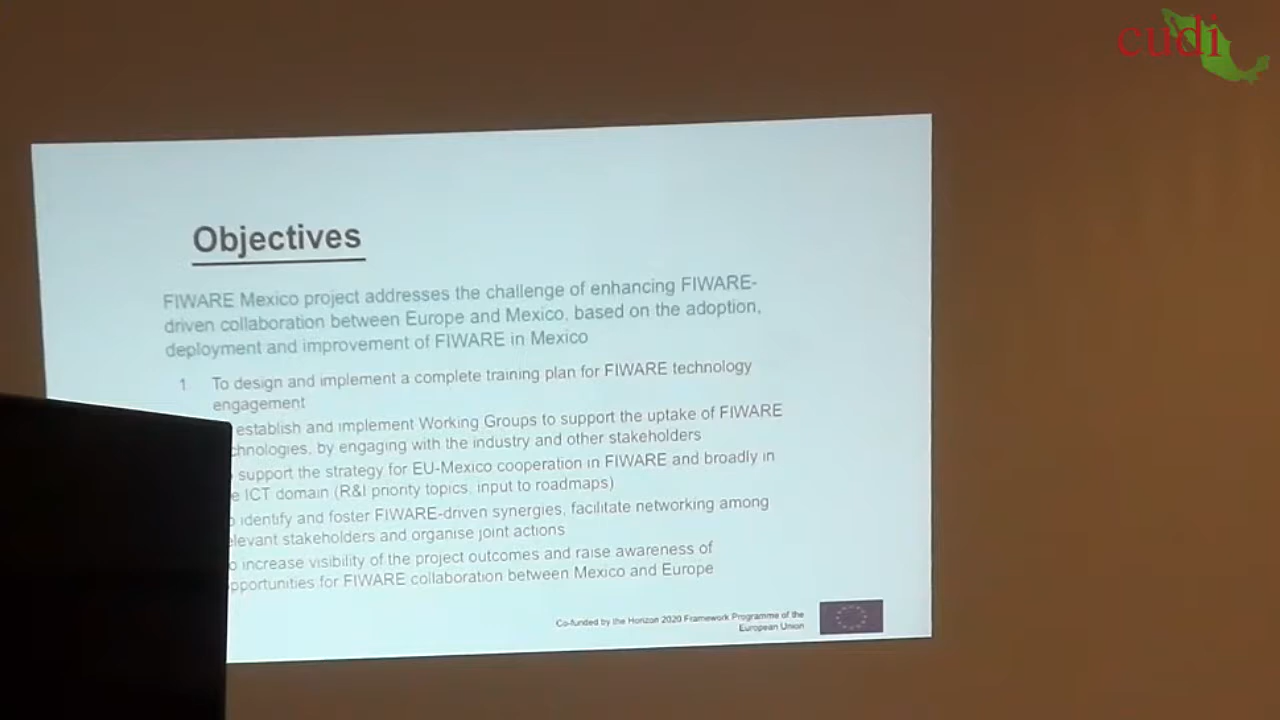 cudi
Objectives
FIWARE Mexico project addresses the challenge of enhancing FIWARE-
driven collaboration between Europe and Mexico, based on the adoption,
deployment and improvement of FIWARE in Mexico
1 To design and implement a complete training plan for FIWARE technology
engagement
establish and implement Working Groups to support the uptake of FIWARE
chnologies, by engaging with the industry and other stakeholders
support the strategy for EU-Mexico cooperation in FIWARE and broadly in
e ICT domain (R&I priority topics, input to roadmaps)
o identify and foster FIWARE-driven synergies, facilitate networking among
elevant stakeholders and organise joint actions
o increase visibility of the project outcomes and raise awareness of
pportunities for FIWARE collaboration between Mexico and Europe
Co-funded by the Horizon 2020 Framework Programme of the
European Union